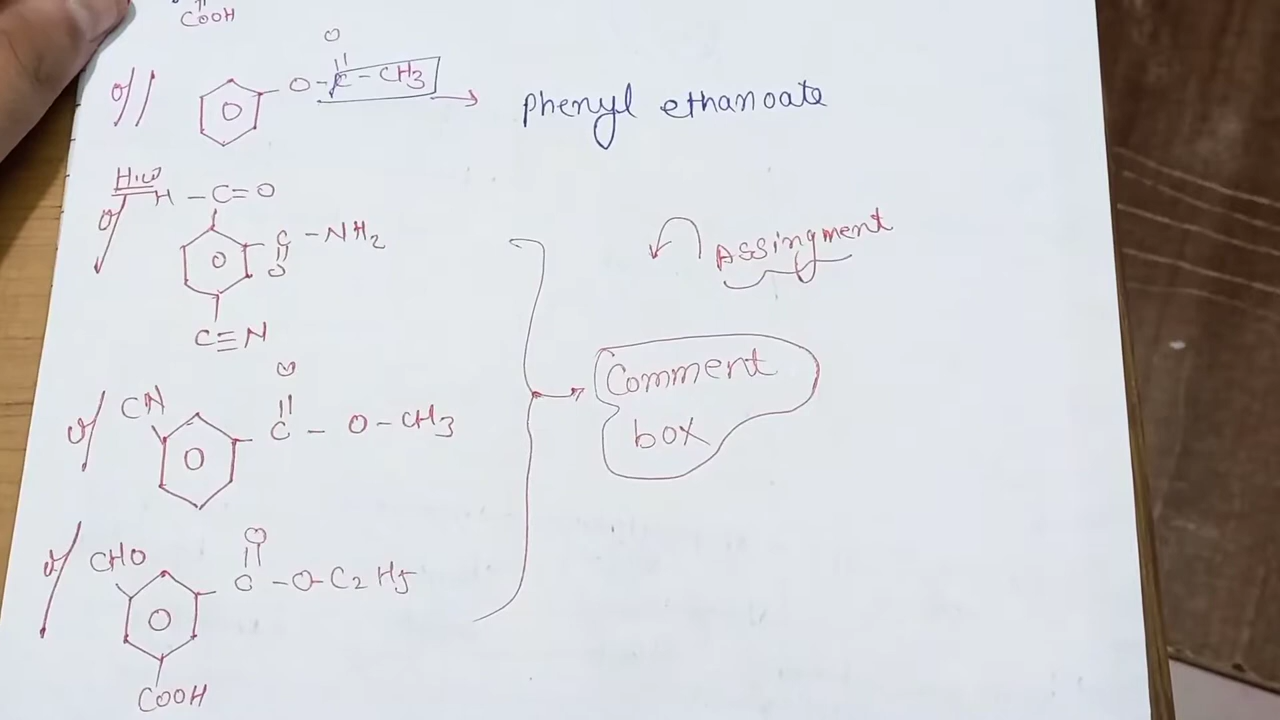 COOH
O
O - C - CH3
Phenyl ethanoate
H.W
H - C = O
C - NH2
O
Assingment
C≡N
O
Comment
box
CN
C - O - CH3
O
CHO
C - O - C2H5
COOH